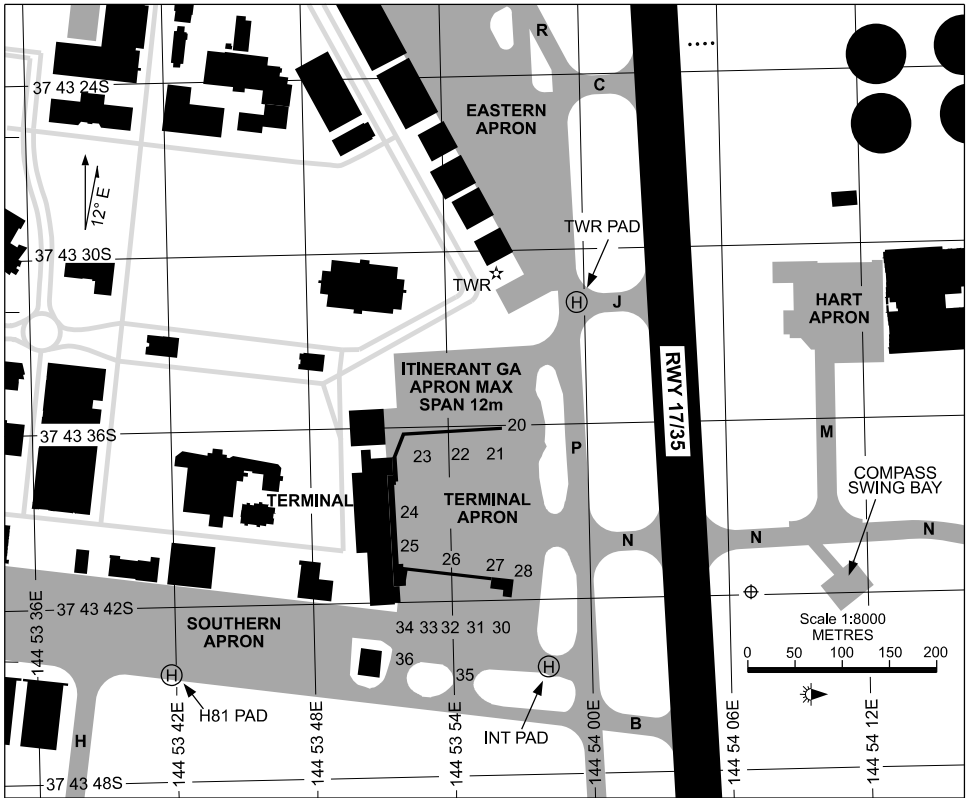 R
C
37 43 24S
EASTERN
APRON
12° E
37 43 30S
TWR PAD
TWR
H
J
HART
APRON
ITINERANT GA
APRON MAX
SPAN 12m
RWY 17/35
20
37 43 36S
23 22 21
P
M
COMPASS
SWING BAY
TERMINAL
TERMINAL
APRON
24
25
26
27
28
N
N
N
37 43 42S
144 53 36E
SOUTHERN
APRON
34 33 32 31 30
36
35
Scale 1:8000
METRES
0 50 100 150 200
H
H
H81 PAD
INT PAD
B
H
144 53 42E
144 53 48E
144 53 54E
144 54 00E
144 54 06E
144 54 12E
37 43 48S